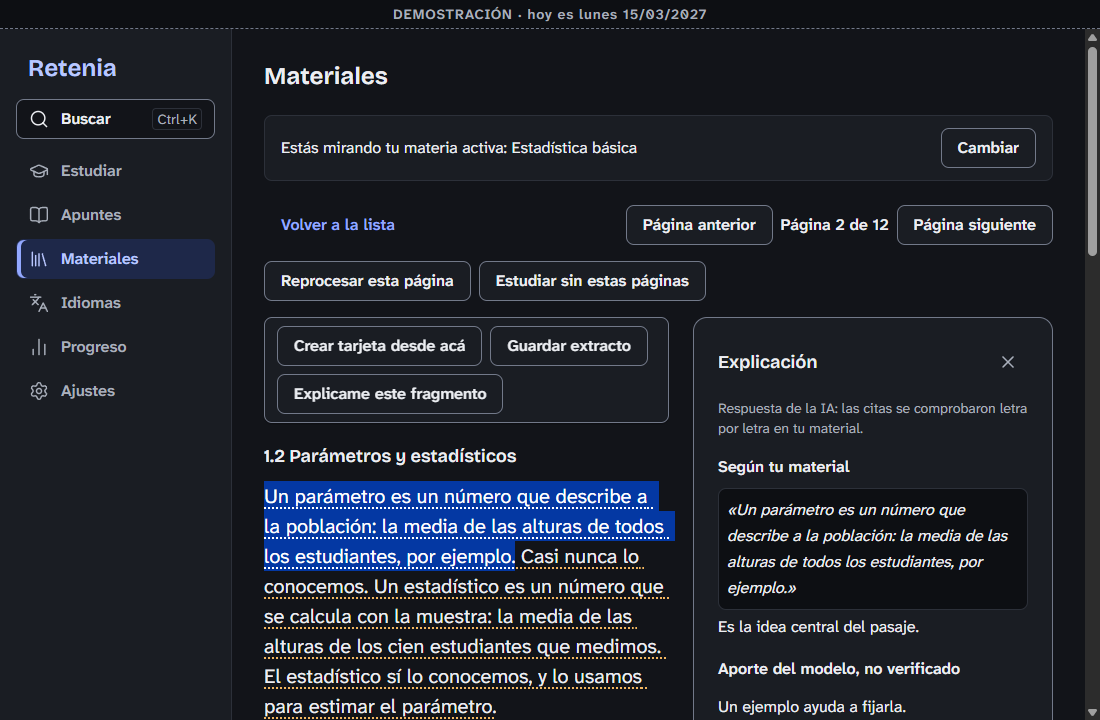 DEMOSTRACIÓN · hoy es lunes 15/03/2027
Retenia
Buscar Ctrl+K
Estudiar
Apuntes
Materiales
Idiomas
Progreso
Ajustes
Materiales
Estás mirando tu materia activa: Estadística básica
Cambiar
Volver a la lista
Página anterior
Página 2 de 12
Página siguiente
Reprocesar esta página
Estudiar sin estas páginas
Crear tarjeta desde acá
Guardar extracto
Explicame este fragmento
1.2 Parámetros y estadísticos
Un parámetro es un número que describe a
la población: la media de las alturas de todos
los estudiantes, por ejemplo. Casi nunca lo
conocemos. Un estadístico es un número que
se calcula con la muestra: la media de las
alturas de los cien estudiantes que medimos.
El estadístico sí lo conocemos, y lo usamos
para estimar el parámetro.
Explicación
Respuesta de la IA: las citas se comprobaron letra
por letra en tu material.
Según tu material
«Un parámetro es un número que
describe a la población: la media de las
alturas de todos los estudiantes, por
ejemplo.»
Es la idea central del pasaje.
Aporte del modelo, no verificado
Un ejemplo ayuda a fijarla.